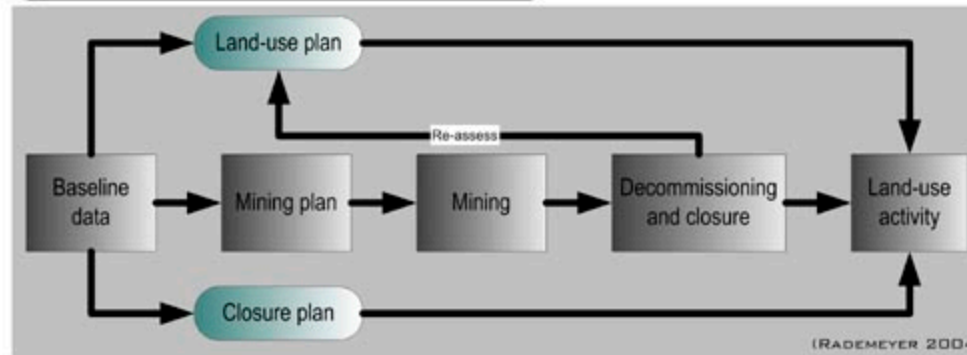 Land-use plan
Re-assess
Baseline
data
Mining plan
Mining
Decommissioning
and closure
Land-use
activity
Closure plan
(RADEMEYER 2004